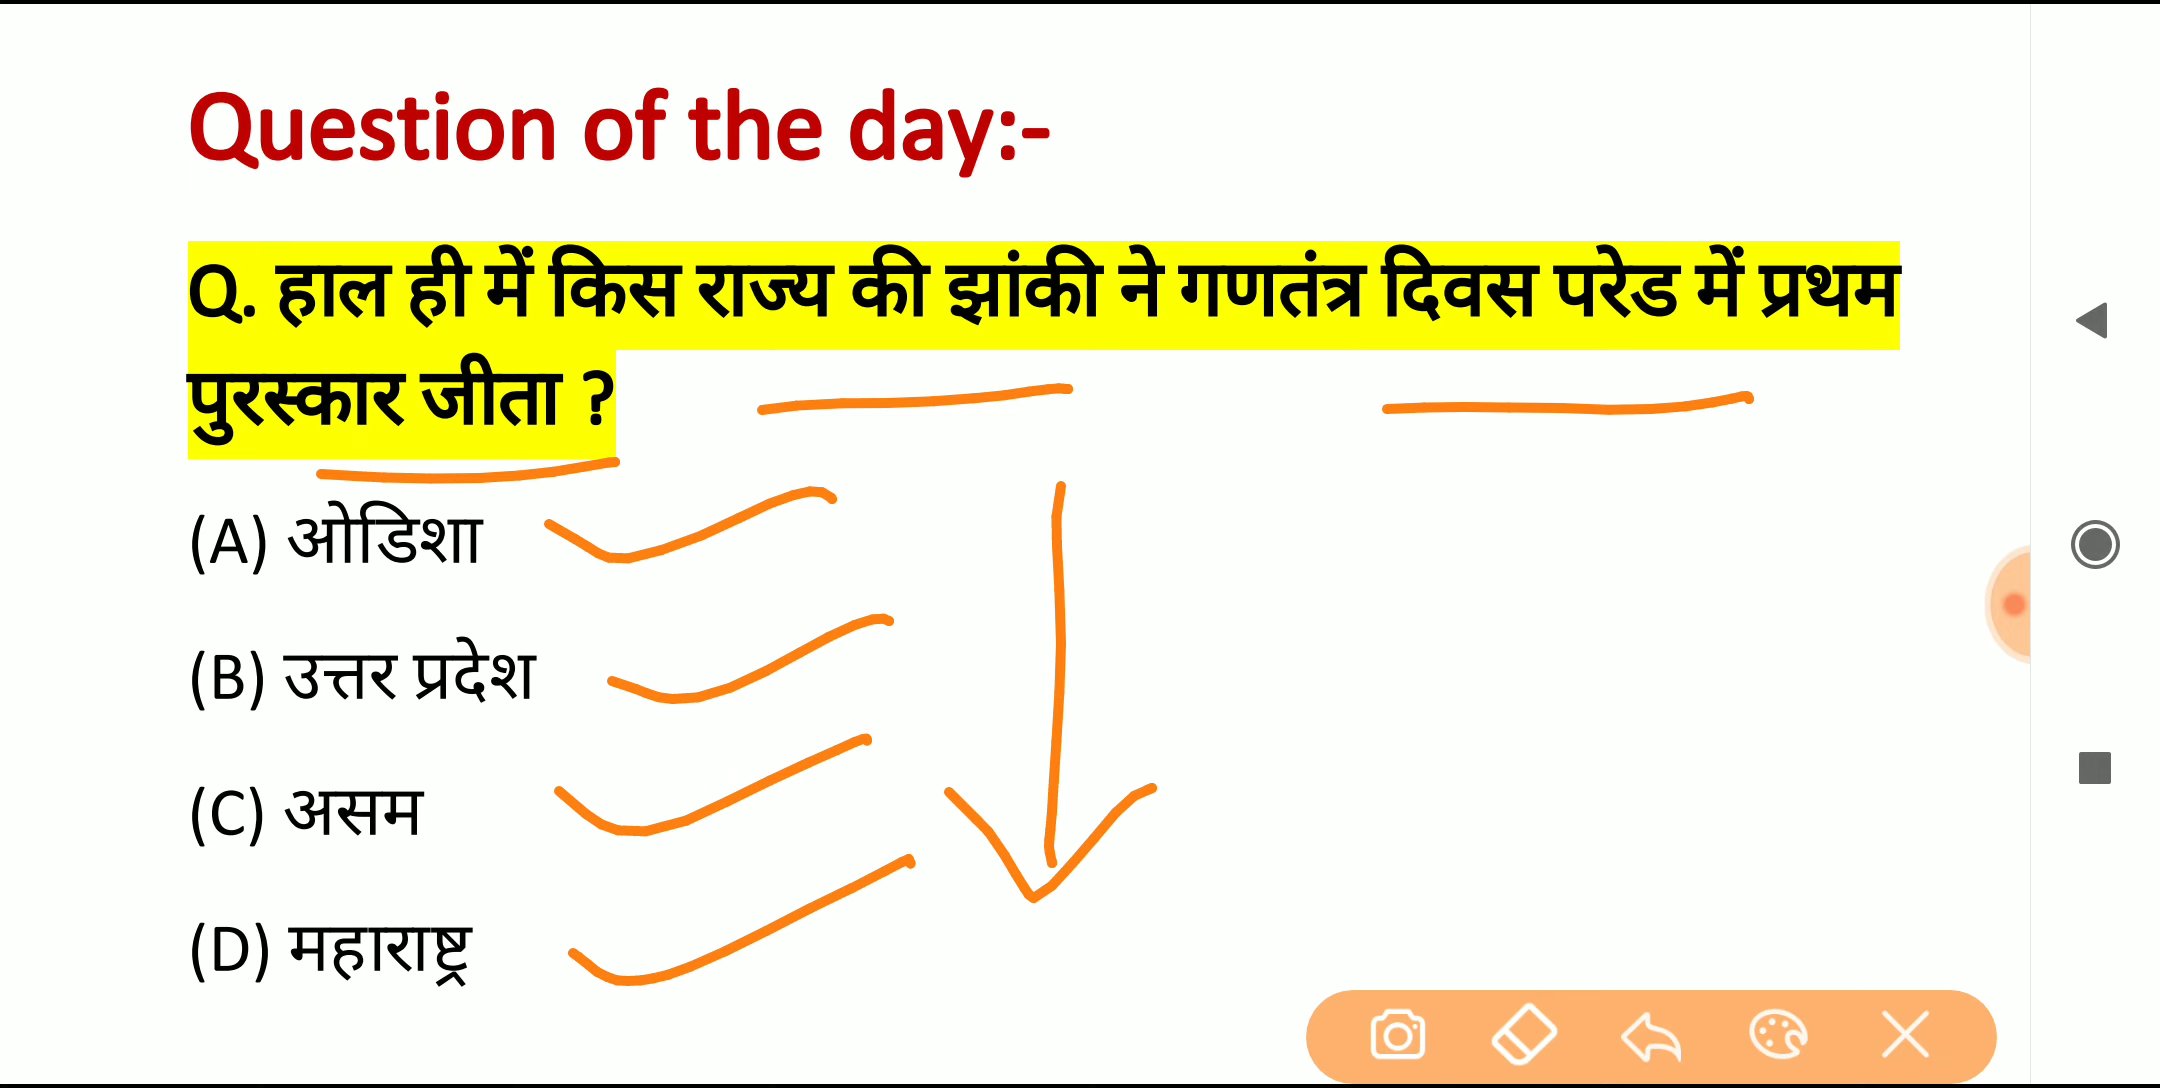 Question of the day:-
Q. हाल ही में किस राज्य की झांकी ने गणतंत्र दिवस परेड में प्रथम
पुरस्कार जीता ?
(A) ओडिशा
(B) उत्तर प्रदेश
(C) असम
(D) महाराष्ट्र